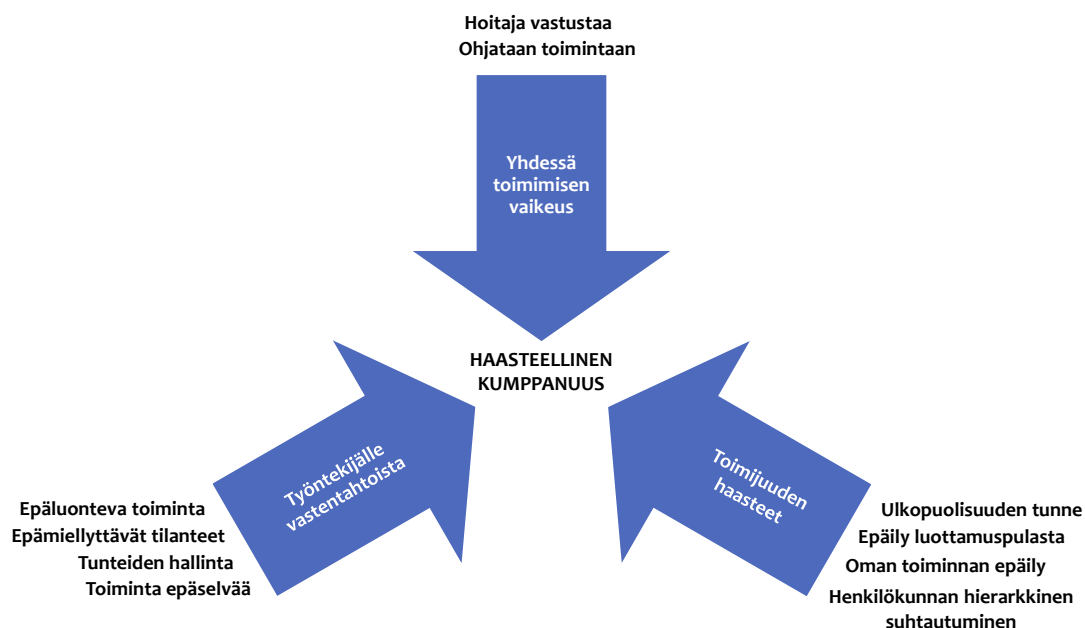 Hoitaja vastustaa
Ohjataan toimintaan
Yhdessä
toimimisen
vaikeus
HAASTEELLINEN
KUMPPANUUS
Työntekijälle
vastentahtoista
Epäluonteva toiminta
Epämiellyttävät tilanteet
Tunteiden hallinta
Toiminta epäselvää
Toimijuuden
haasteet
Ulkopuolisuuden tunne
Epäily luottamuspulasta
Oman toiminnan epäily
Henkilökunnan hierarkkinen
suhtautuminen